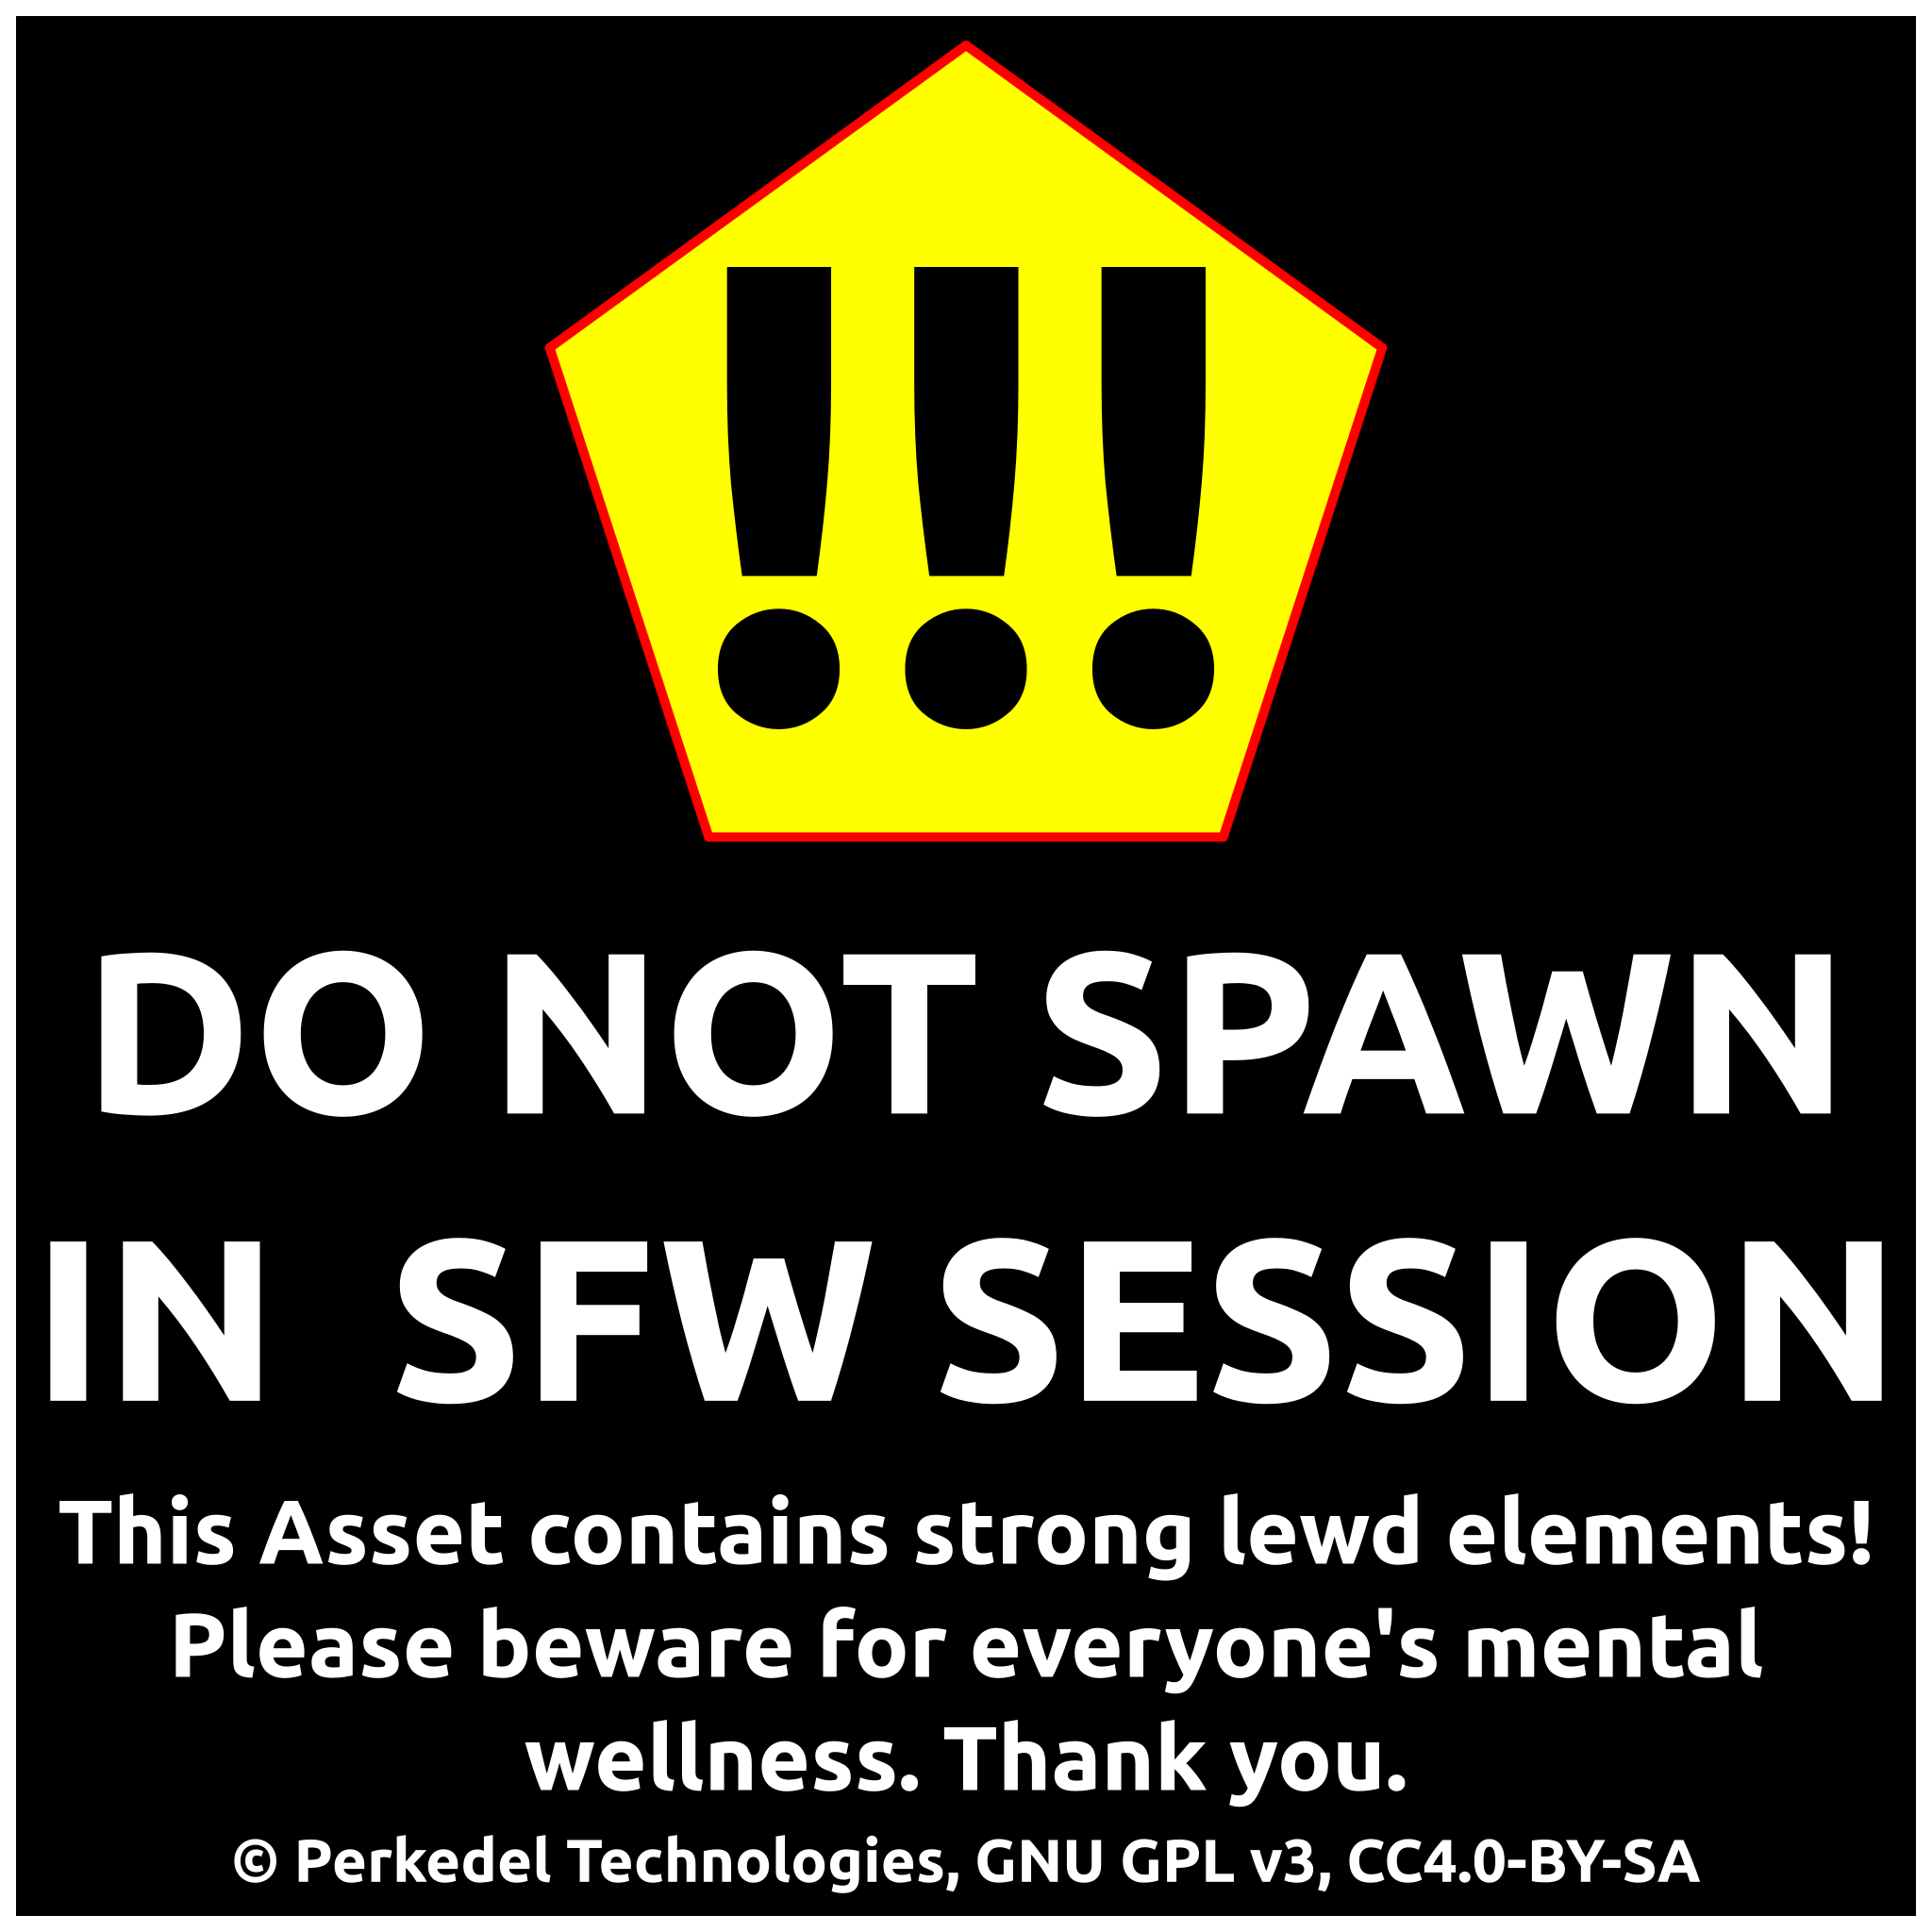 !!!
DO NOT SPAWN
IN SFW SESSION
This Asset contains strong lewd elements!
Please beware for everyone's mental
wellness. Thank you.
© Perkedel Technologies, GNU GPL v3, CC4.0-BY-SA